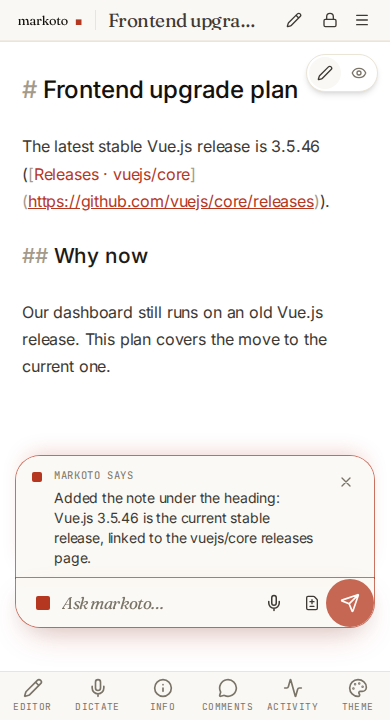 markoto
Frontend upgra...
# Frontend upgrade plan
The latest stable Vue.js release is 3.5.46
([Releases · vuejs/core]
(https://github.com/vuejs/core/releases)).
## Why now
Our dashboard still runs on an old Vue.js
release. This plan covers the move to the
current one.
MARKOTO SAYS
Added the note under the heading:
Vue.js 3.5.46 is the current stable
release, linked to the vuejs/core releases
page.
Ask markoto...
EDITOR
DICTATE
INFO
COMMENTS
ACTIVITY
THEME